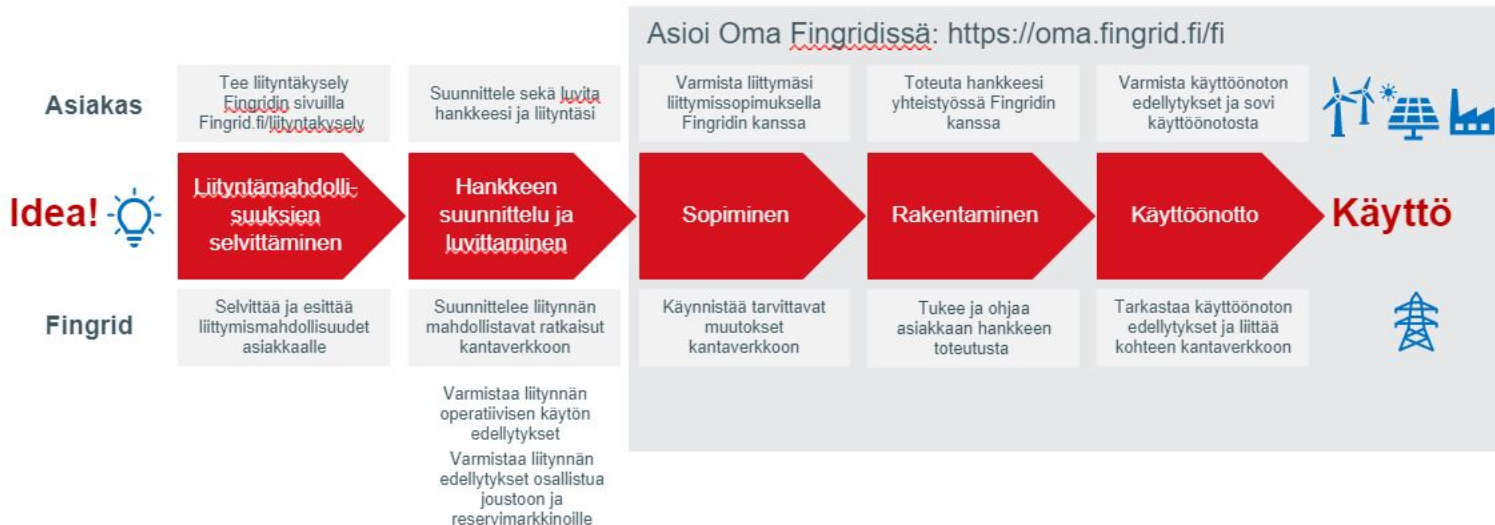 Asioi Oma Fingridissä: https://oma.fingrid.fi/fi
Asiakas
Tee liityntäkysely
Fingridin sivuilla
Fingrid.fi/liityntakysely
Suunnittele sekä luvita
hankkeesi ja liityntäsi
Varmista liittymäsi
liittymissopimuksella
Fingridin kanssa
Toteuta hankkeesi
yhteistyössä Fingridin
kanssa
Varmista käyttöönoton
edellytykset ja sovi
käyttöönotosta
Idea!
Liityntämahdolli-
suuksien
selvittäminen
Hankkeen
suunnittelu ja
luvittaminen
Sopiminen
Rakentaminen
Käyttöönotto
Käyttö
Fingrid
Selvittää ja esittää
liittymismahdollisuudet
asiakkaalle
Suunnittelee liitynnän
mahdollistavat ratkaisut
kantaverkkoon
Käynnistää tarvittavat
muutokset
kantaverkkoon
Tukee ja ohjaa
asiakkaan hankkeen
toteutusta
Tarkastaa käyttöönoton
edellytykset ja liittää
kohteen kantaverkkoon
Varmistaa liitynnän
operatiivisen käytön
edellytykset
Varmistaa liitynnän
edellytykset osallistua
joustoon ja
reservimarkkinoille